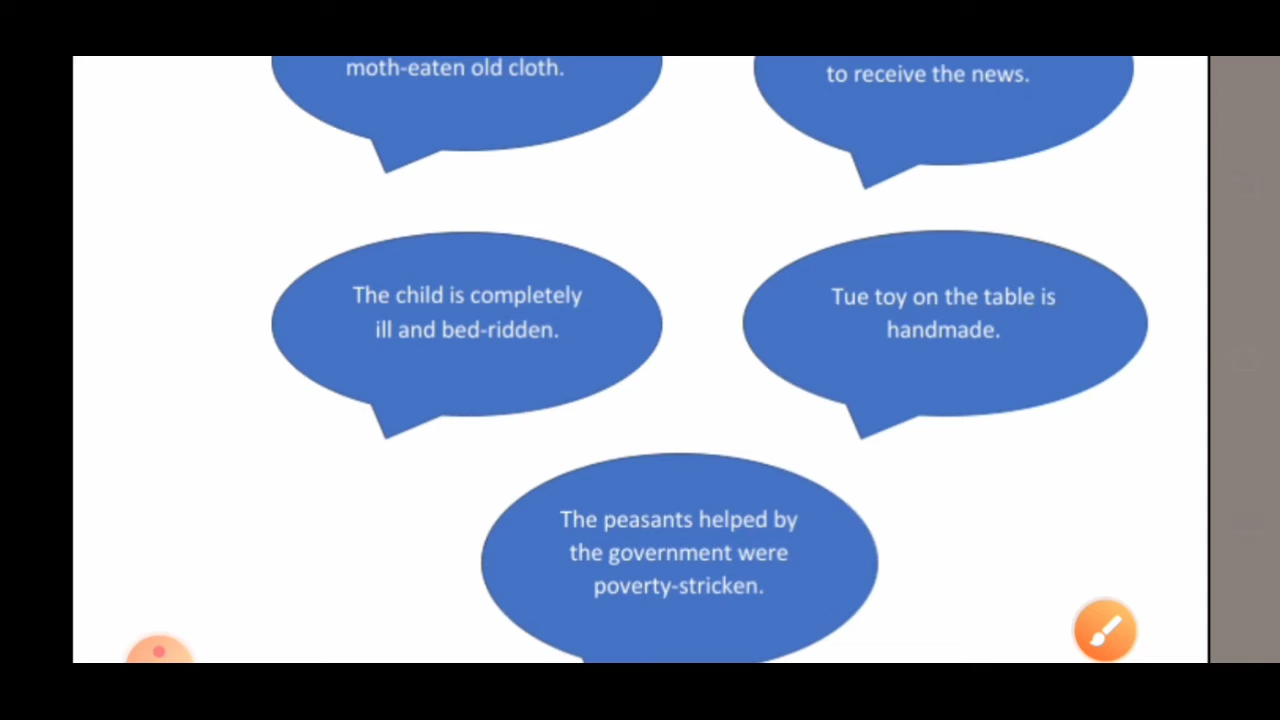 moth-eaten old cloth.
to receive the news.
The child is completely
ill and bed-ridden.
Tue toy on the table is
handmade.
The peasants helped by
the government were
poverty-stricken.